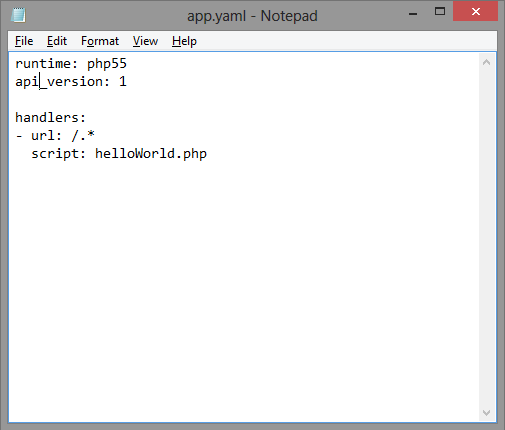 app.yaml - Notepad
File Edit Format View Help
runtime: php55
api_version: 1

handlers:
- url: /.*
  script: helloWorld.php